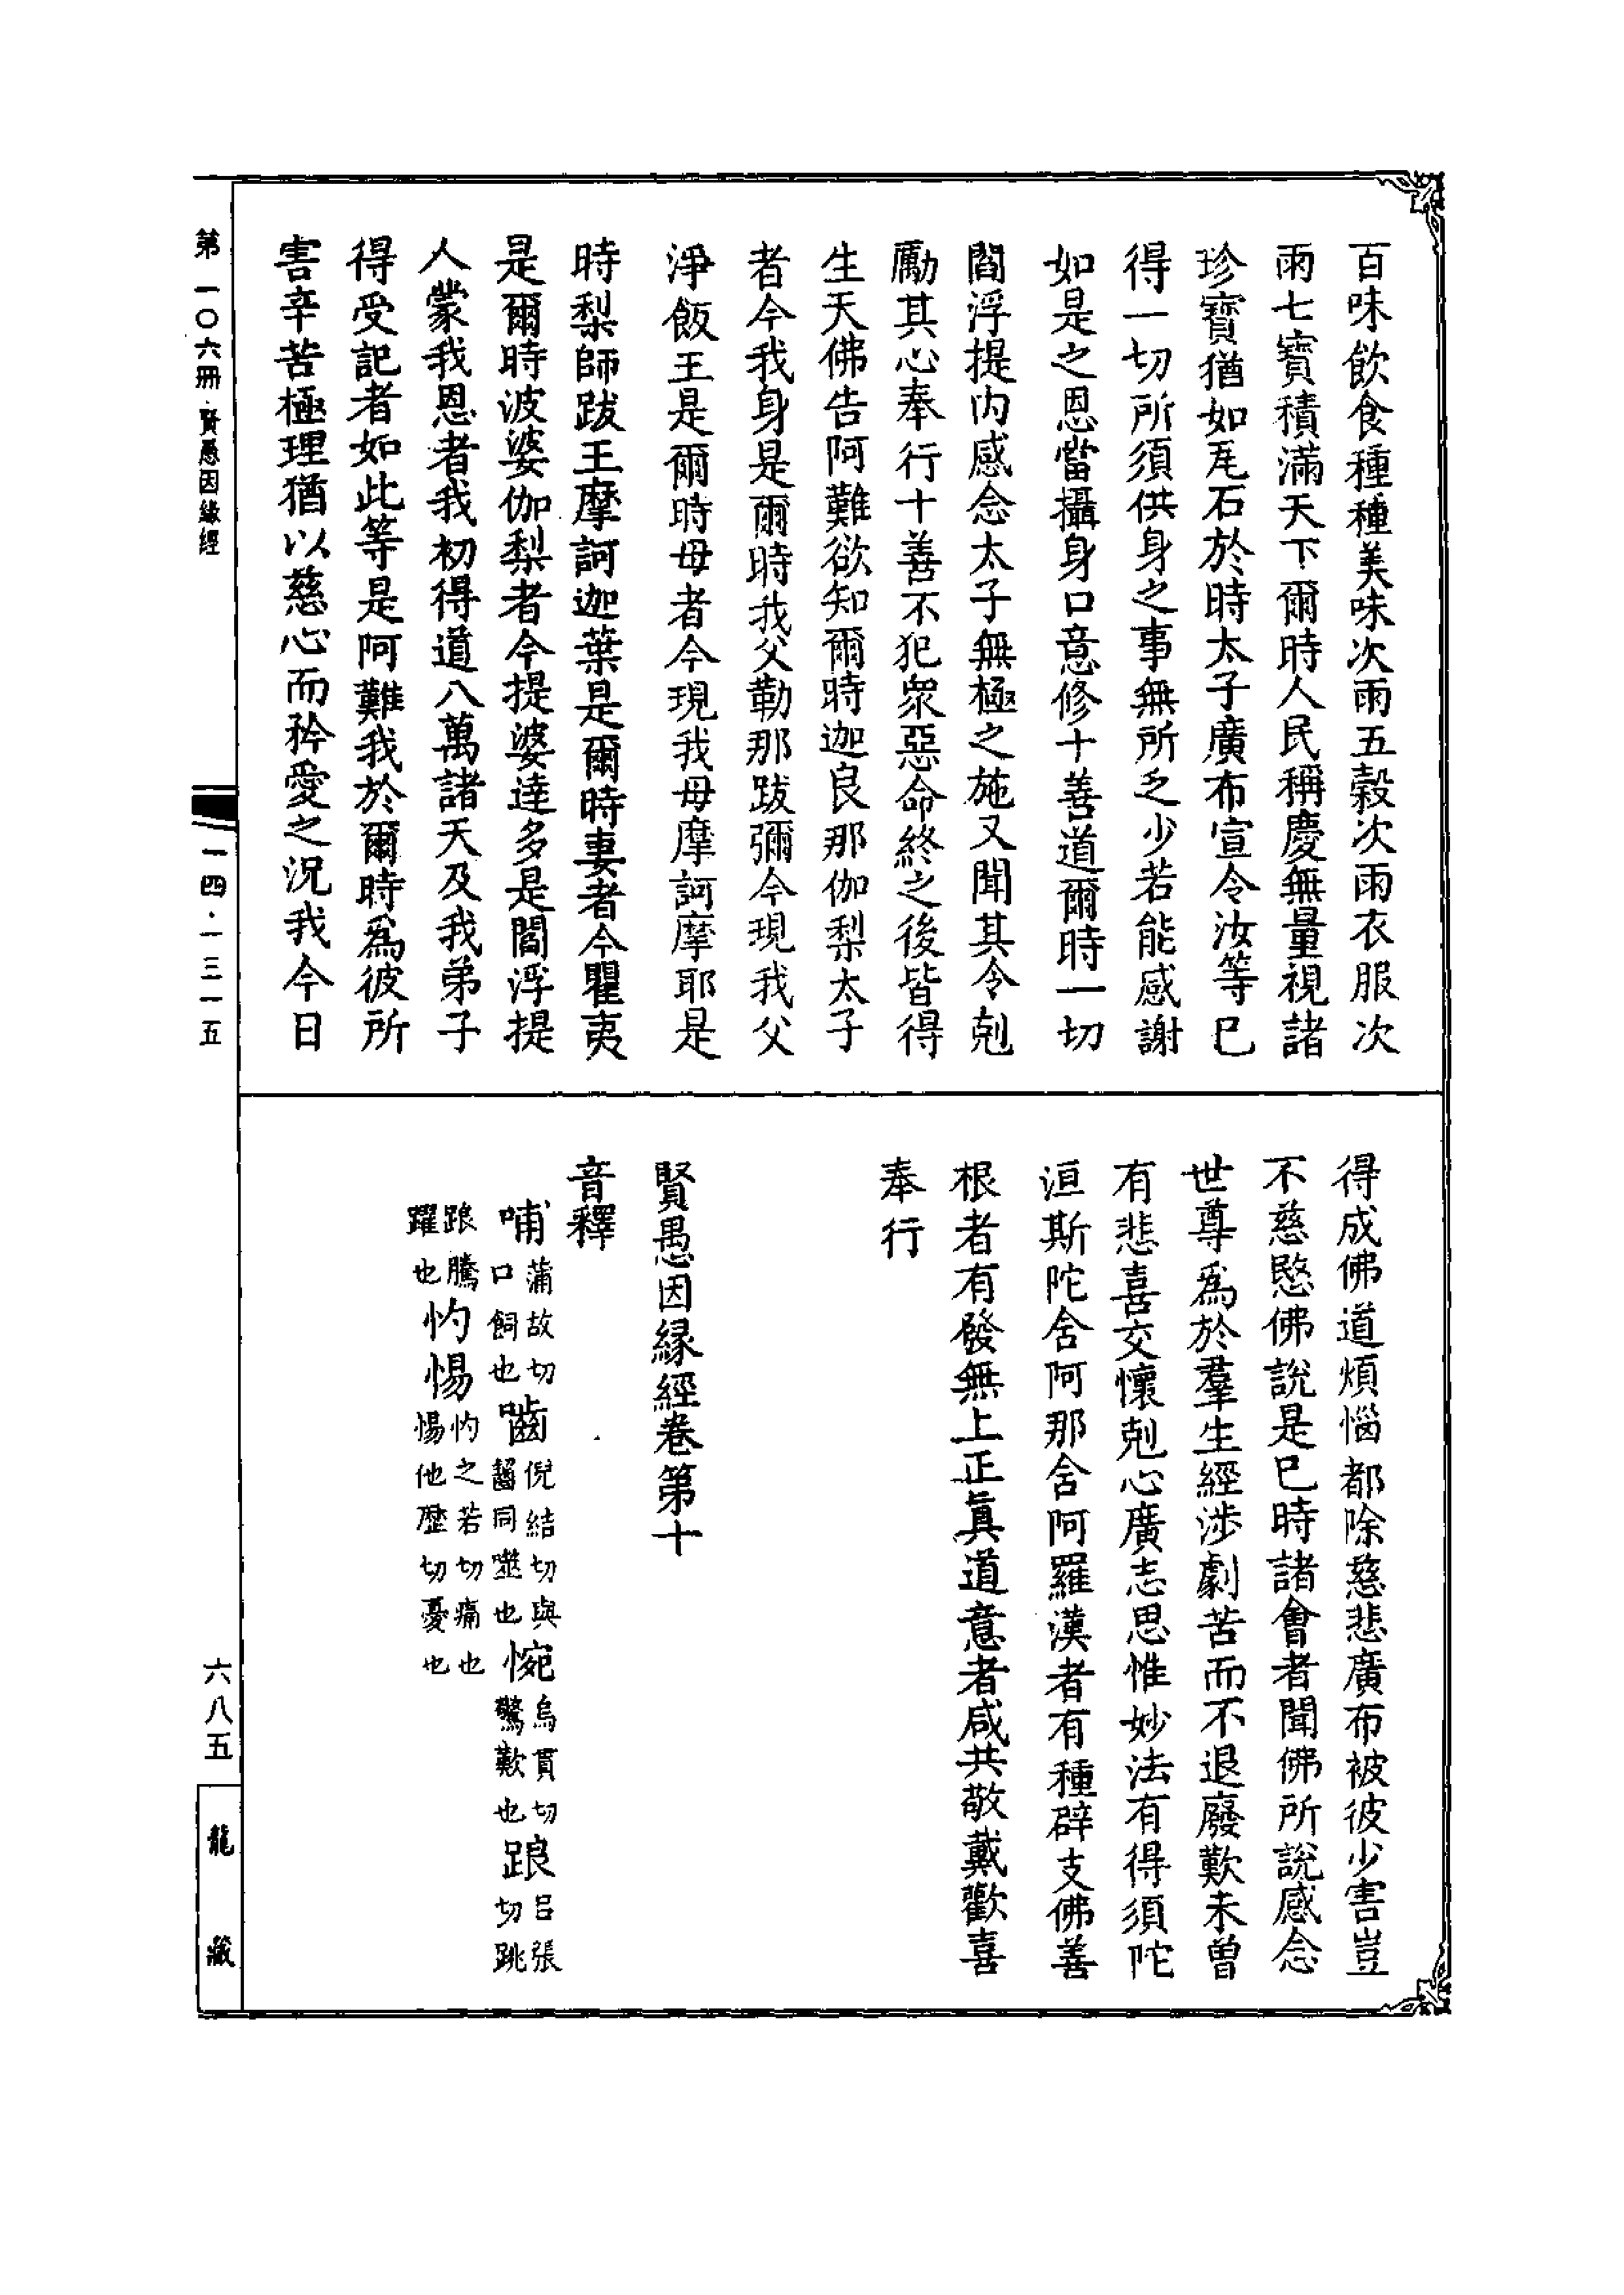 百味飲食種種美味次雨五穀次雨衣服次
雨七寶積滿天下爾時人民稱慶無量視諸
珍寶猶如瓦石於時太子廣布宣令汝等已
得一切所須供身之事無所乏少若能感謝
如是之恩當攝身口意修十善道爾時一切
閻浮提內感念太子無極之施又聞其令剋
勵其心奉行十善不犯衆惡命終之後皆得
生天佛告阿難欲知爾時迦良那伽梨太子
者今我身是爾時我父勒那跋彌今現我父
淨飯王是爾時母者今現我母摩訶摩耶是
時梨師跋王摩訶迦葉是爾時妻者今瞿夷
是爾時波婆伽梨者今提婆達多是閻浮提
人蒙我恩者我初得道八萬諸天及我弟子
得受記者如此等是阿難我於爾時爲彼所
害辛苦極理猶以慈心而矜愛之況我今日
得成佛道煩惱都除慈悲廣布被彼少害豈
不慈愍佛說是已時諸會者聞佛所說感念
世尊爲於羣生經涉劇苦而不退廢歎未曾
有悲喜交懷剋心廣志思惟妙法有得須陀
洹斯陀含阿那含阿羅漢者有種辟支佛善
根者有發無上正眞道意者咸共敬戴歡喜
奉行
賢愚因緣經卷第十
音釋
哺蒲故切口飼也嚙倪結切與齧同噬也惋烏貫切驚歎也踉呂張切跳
踉騰躍也怐惕怐之若切痛也惕他歷切憂也
第一〇六冊 賢愚因緣經
一四·一三一五
六八五
龍藏